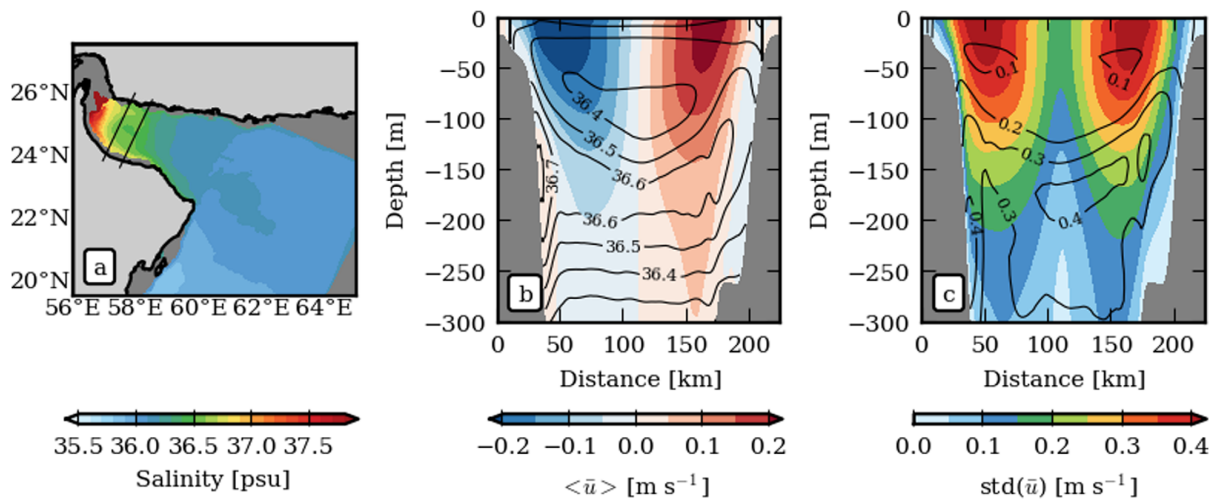 26°N
24°N
22°N
20°N
a
56°E 58°E 60°E 62°E 64°E
35.5 36.0 36.5 37.0 37.5
Salinity [psu]
0
−50
−100
−150
−200
−250
−300
Depth [m]
36.4
36.5
36.6
36.7
36.6
36.5
36.4
b
0 50 100 150 200
Distance [km]
−0.2 −0.1 0.0 0.1 0.2
<ū> [m s⁻¹]
0
−50
−100
−150
−200
−250
−300
Depth [m]
0.1
0.1
0.2
0.3
0.3
0.4
0.4
c
0 50 100 150 200
Distance [km]
0.0 0.1 0.2 0.3 0.4
std(ū) [m s⁻¹]